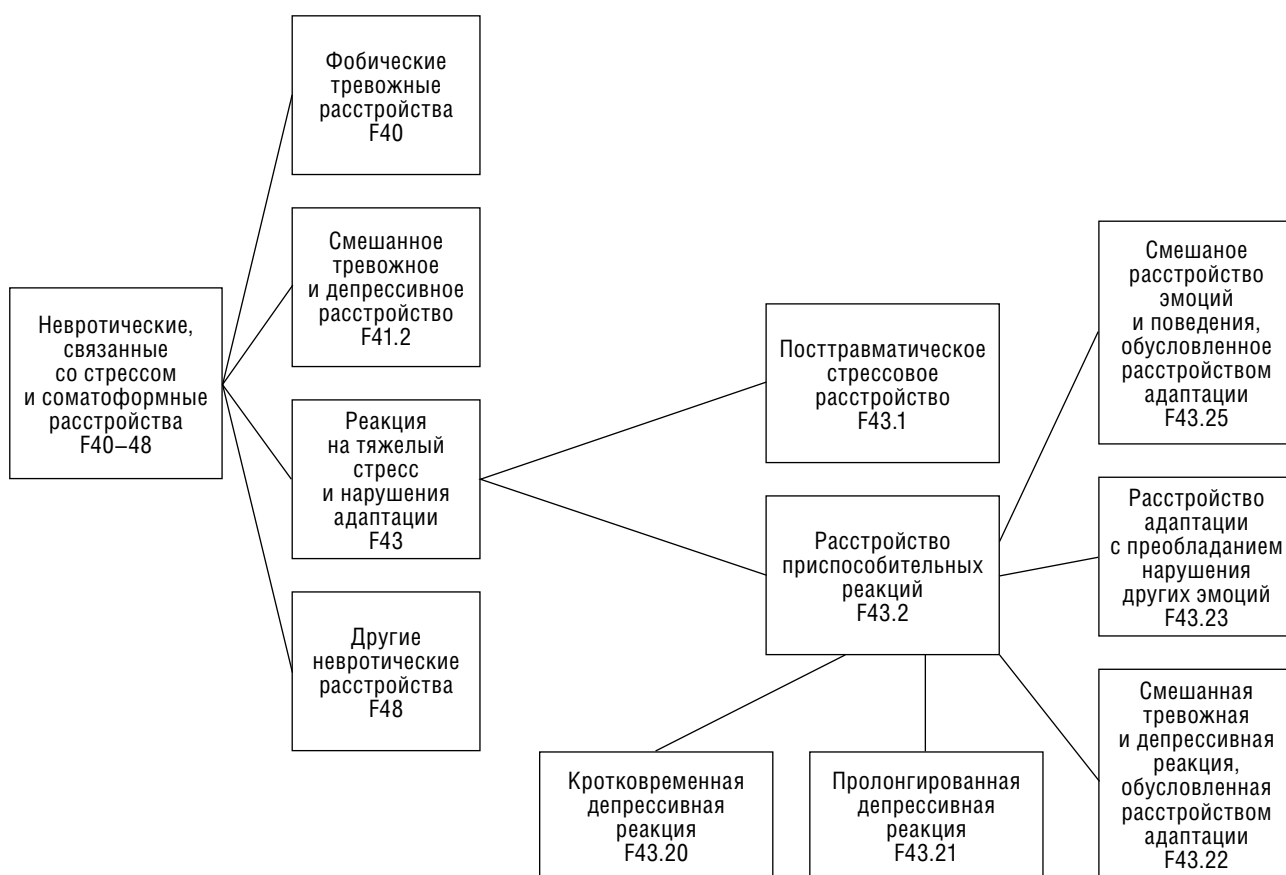 Фобические
тревожные
расстройства
F40
Смешанное
тревожное
и депрессивное
расстройство
F41.2
Невротические,
связанные
со стрессом
и соматоформные
расстройства
F40–48
Реакция
на тяжелый
стресс
и нарушения
адаптации
F43
Другие
невротические
расстройства
F48
Посттравматическое
стрессовое
расстройство
F43.1
Расстройство
приспособительных
реакций
F43.2
Смешаное
расстройство
эмоций
и поведения,
обусловленное
расстройством
адаптации
F43.25
Расстройство
адаптации
с преобладанием
нарушения
других эмоций
F43.23
Смешанная
тревожная
и депрессивная
реакция,
обусловленная
расстройством
адаптации
F43.22
Кротковременная
депрессивная
реакция
F43.20
Пролонгированная
депрессивная
реакция
F43.21